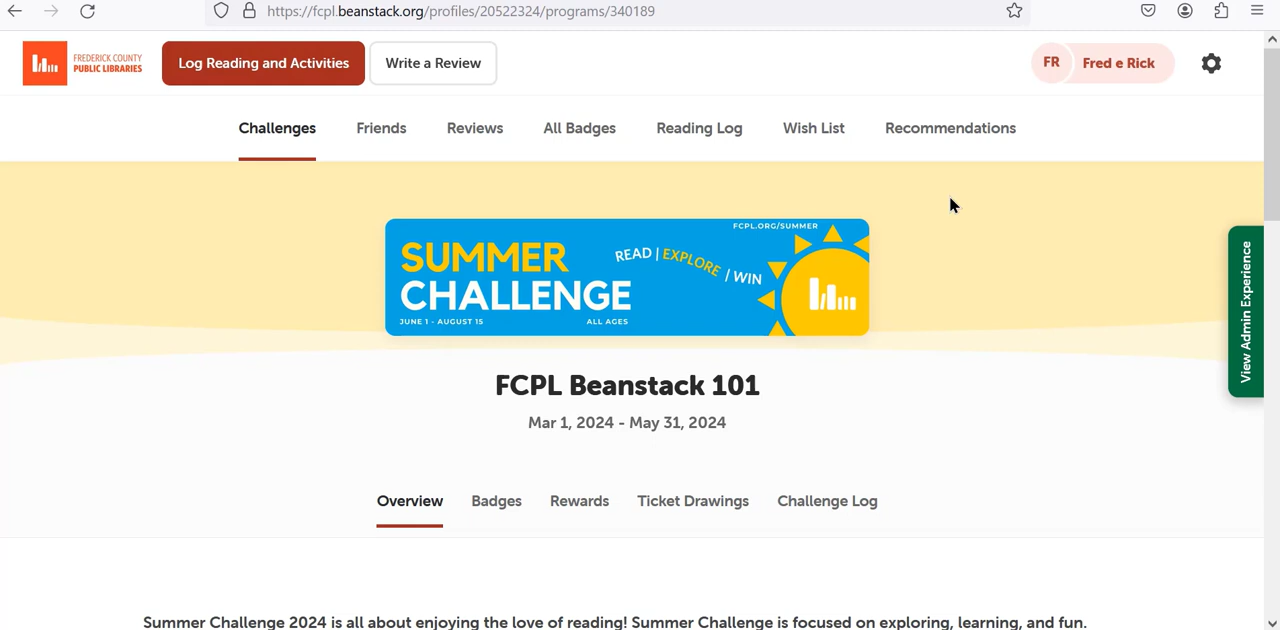 https://fcpl.beanstack.org/profiles/20522324/programs/340189
FREDERICK COUNTY
PUBLIC LIBRARIES
Log Reading and Activities
Write a Review
FR
Fred e Rick
Challenges
Friends
Reviews
All Badges
Reading Log
Wish List
Recommendations
FCPL.ORG/SUMMER
SUMMER
CHALLENGE
READ | EXPLORE / WIN
JUNE 1 - AUGUST 15
ALL AGES
View Admin Experience
FCPL Beanstack 101
Mar 1, 2024 - May 31, 2024
Overview
Badges
Rewards
Ticket Drawings
Challenge Log
Summer Challenge 2024 is all about enjoying the love of reading! Summer Challenge is focused on exploring, learning, and fun.